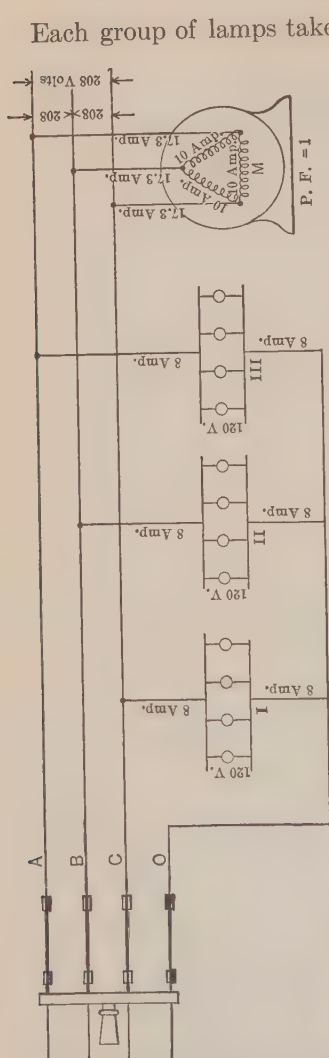 Each group of lamps take
208 Volts
208
208
17.3 Amp.
17.3 Amp.
17.3 Amp.
10 Amp.
10 Amp.
10 Amp.
M
P. F. = 1
8 Amp.
120 V.
III
8 Amp.
8 Amp.
120 V.
II
8 Amp.
8 Amp.
120 V.
I
8 Amp.
A
B
C
O